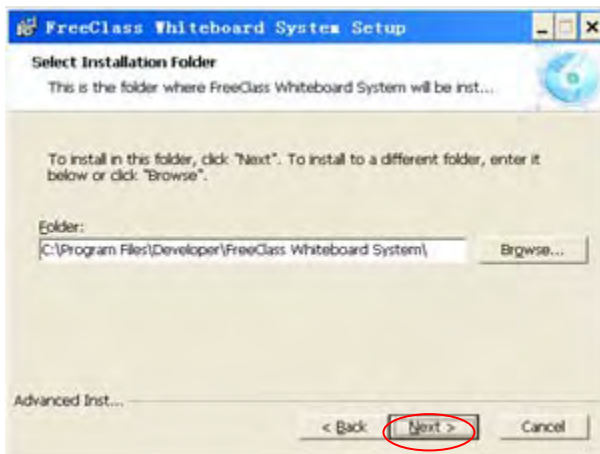 FreeClass Whiteboard System Setup
Select Installation Folder
This is the folder where FreeClass Whiteboard System will be inst...
To install in this folder, click "Next". To install to a different folder, enter it
below or click "Browse".
Folder:
C:\Program Files\Developer\FreeClass Whiteboard System\
Browse...
Advanced Inst...
< Back
Next >
Cancel